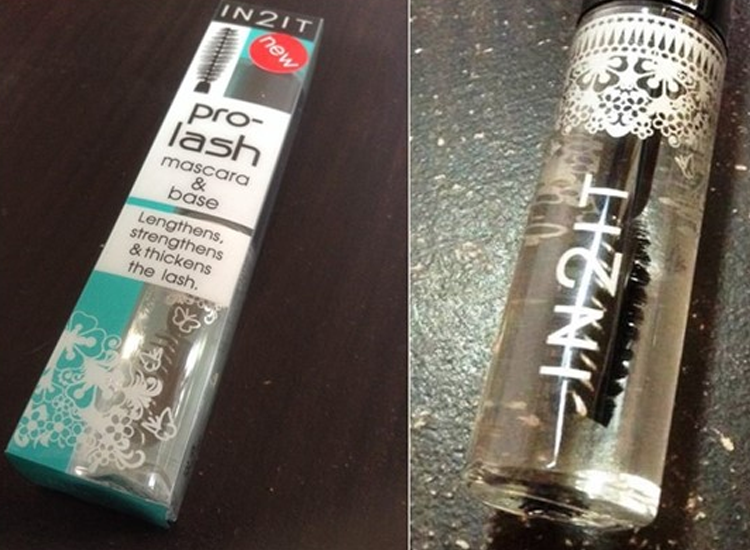 IN2IT
new
pro-
lash
mascara
&
base
Lengthens,
strengthens
& thickens
the lash.
IN2IT